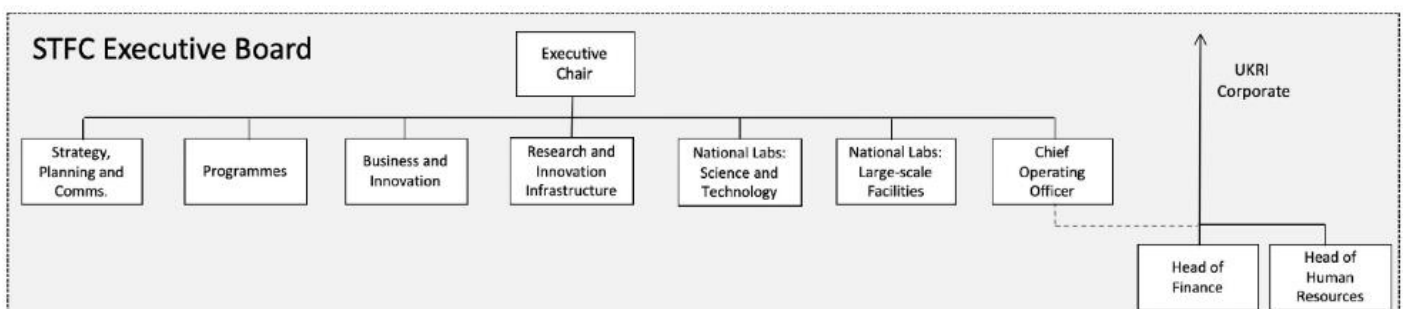 STFC Executive Board
Executive
Chair
UKRI
Corporate
Strategy,
Planning and
Comms.
Programmes
Business and
Innovation
Research and
Innovation
Infrastructure
National Labs:
Science and
Technology
National Labs:
Large-scale
Facilities
Chief
Operating
Officer
Head of
Finance
Head of
Human
Resources